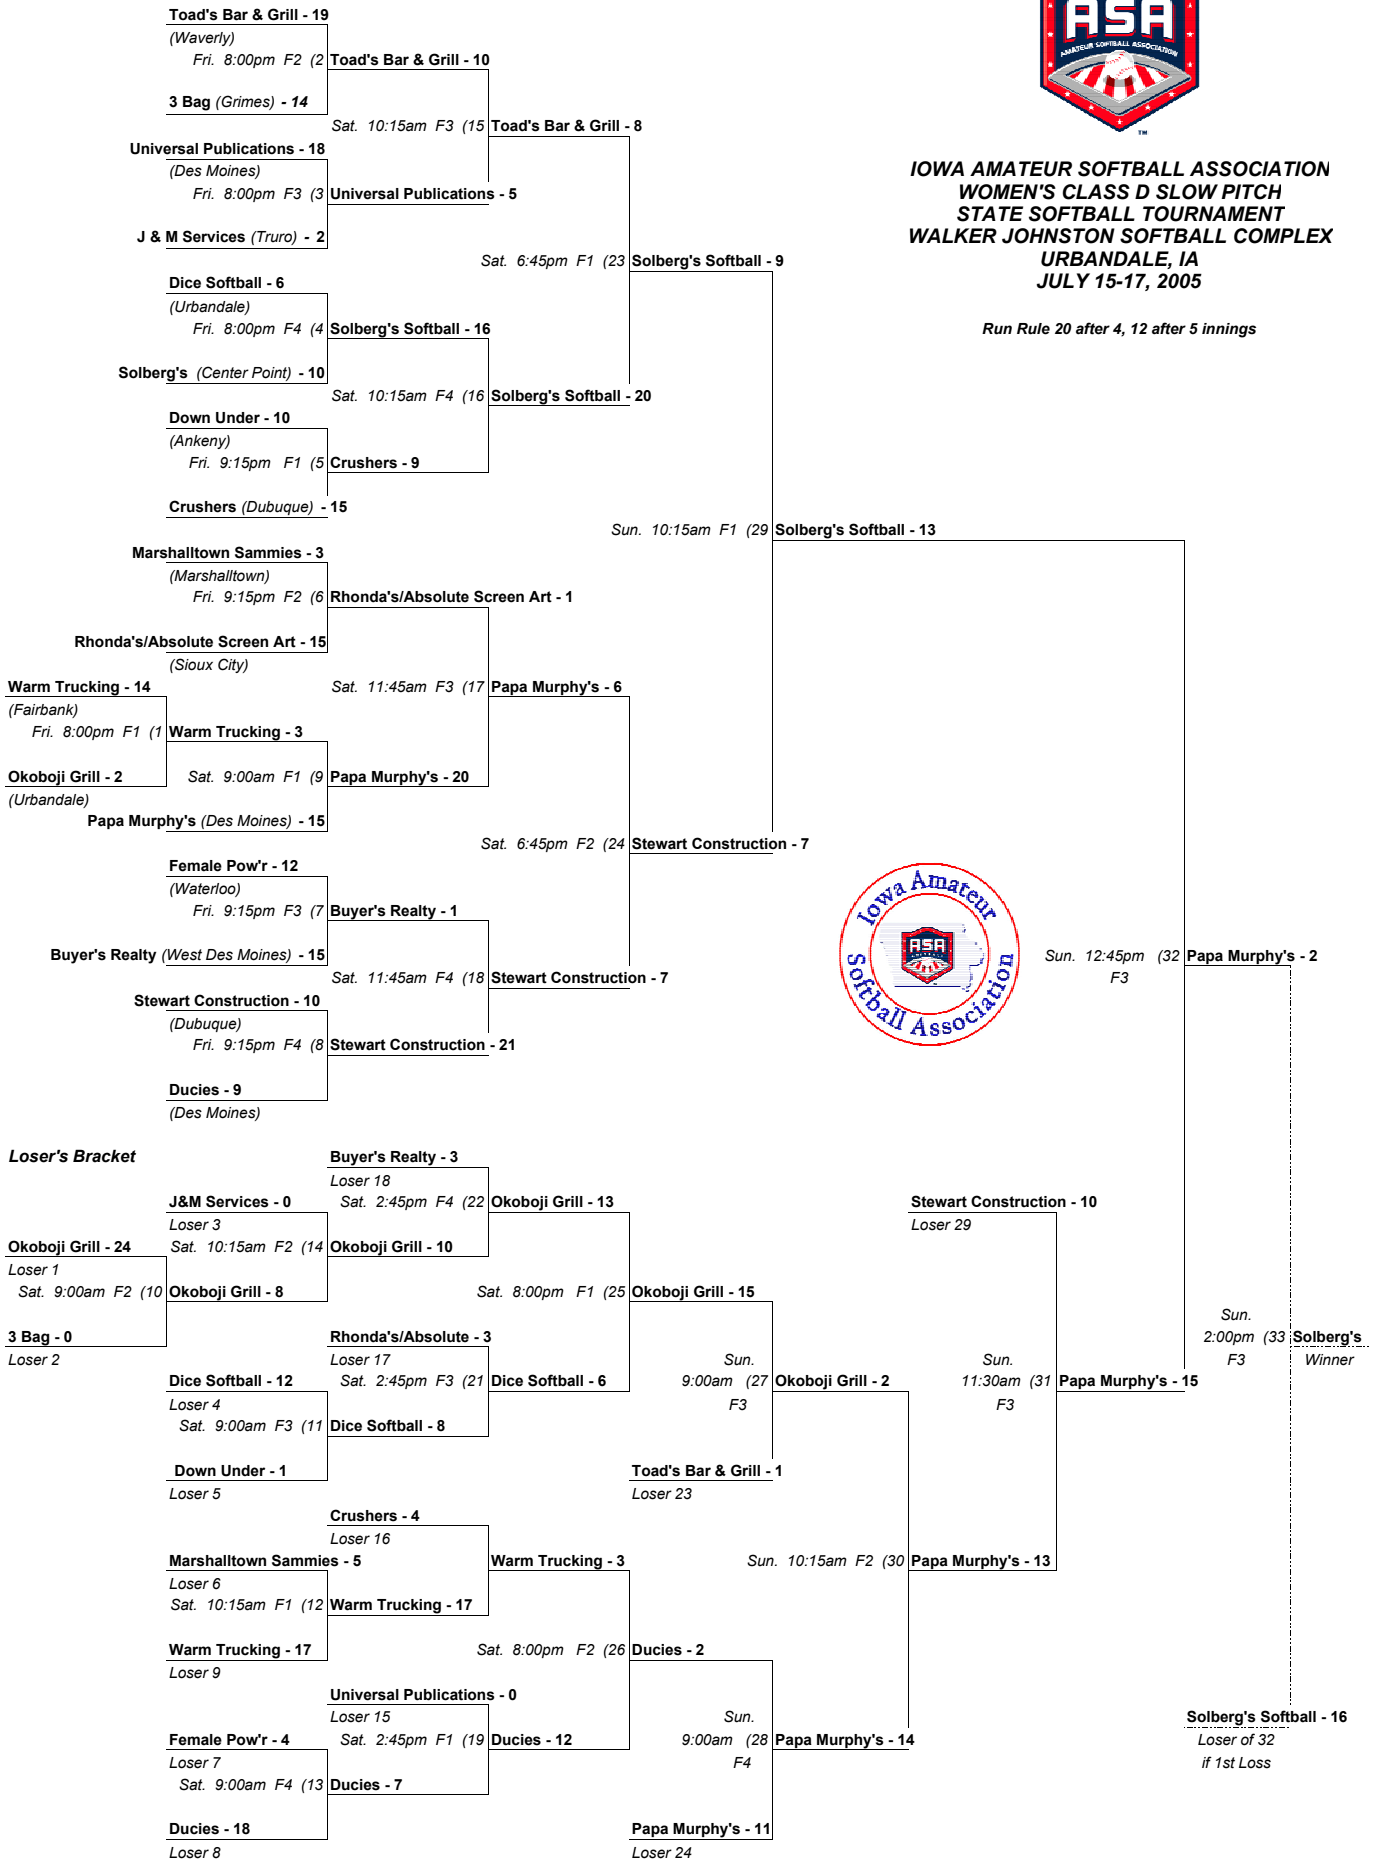 Toad's Bar & Grill - 19
(Waverly)
Fri. 8:00pm F2 (2 Toad's Bar & Grill - 10
3 Bag (Grimes) - 14
Sat. 10:15am F3 (15 Toad's Bar & Grill - 8
Universal Publications - 18
(Des Moines)
Fri. 8:00pm F3 (3 Universal Publications - 5
J & M Services (Truro) - 2
Sat. 6:45pm F1 (23 Solberg's Softball - 9
Dice Softball - 6
(Urbandale)
Fri. 8:00pm F4 (4 Solberg's Softball - 16
Solberg's (Center Point) - 10
Sat. 10:15am F4 (16 Solberg's Softball - 20
Down Under - 10
(Ankeny)
Fri. 9:15pm F1 (5 Crushers - 9
Crushers (Dubuque) - 15
Sun. 10:15am F1 (29 Solberg's Softball - 13
Marshalltown Sammies - 3
(Marshalltown)
Fri. 9:15pm F2 (6 Rhonda's/Absolute Screen Art - 1
Rhonda's/Absolute Screen Art - 15
(Sioux City)
Warm Trucking - 14
Sat. 11:45am F3 (17 Papa Murphy's - 6
(Fairbank)
Fri. 8:00pm F1 (1 Warm Trucking - 3
Okoboji Grill - 2
Sat. 9:00am F1 (9 Papa Murphy's - 20
(Urbandale)
Papa Murphy's (Des Moines) - 15
Sat. 6:45pm F2 (24 Stewart Construction - 7
Female Pow'r - 12
(Waterloo)
Fri. 9:15pm F3 (7 Buyer's Realty - 1
Buyer's Realty (West Des Moines) - 15
Sat. 11:45am F4 (18 Stewart Construction - 7
Stewart Construction - 10
(Dubuque)
Fri. 9:15pm F4 (8 Stewart Construction - 21
Ducies - 9
(Des Moines)
ASA
AMATEUR SOFTBALL ASSOCIATION
TM
IOWA AMATEUR SOFTBALL ASSOCIATION
WOMEN'S CLASS D SLOW PITCH
STATE SOFTBALL TOURNAMENT
WALKER JOHNSTON SOFTBALL COMPLEX
URBANDALE, IA
JULY 15-17, 2005
Run Rule 20 after 4, 12 after 5 innings
Iowa Amateur
ASA
Softball Association
Sun. 12:45pm (32 Papa Murphy's - 2
F3
Loser's Bracket
Buyer's Realty - 3
Loser 18
J&M Services - 0
Sat. 2:45pm F4 (22 Okoboji Grill - 13
Loser 3
Okoboji Grill - 24
Sat. 10:15am F2 (14 Okoboji Grill - 10
Loser 1
Sat. 9:00am F2 (10 Okoboji Grill - 8
Sat. 8:00pm F1 (25 Okoboji Grill - 15
3 Bag - 0
Loser 2
Rhonda's/Absolute - 3
Loser 17
Dice Softball - 12
Sat. 2:45pm F3 (21 Dice Softball - 6
Loser 4
Sat. 9:00am F3 (11 Dice Softball - 8
Down Under - 1
Loser 5
Sun.
9:00am (27 Okoboji Grill - 2
F3
Toad's Bar & Grill - 1
Loser 23
Crushers - 4
Loser 16
Marshalltown Sammies - 5
Warm Trucking - 3
Loser 6
Sat. 10:15am F1 (12 Warm Trucking - 17
Warm Trucking - 17
Loser 9
Sat. 8:00pm F2 (26 Ducies - 2
Universal Publications - 0
Loser 15
Female Pow'r - 4
Sat. 2:45pm F1 (19 Ducies - 12
Loser 7
Sat. 9:00am F4 (13 Ducies - 7
Ducies - 18
Loser 8
Sun.
9:00am (28 Papa Murphy's - 14
F4
Papa Murphy's - 11
Loser 24
Sun. 10:15am F2 (30 Papa Murphy's - 13
Stewart Construction - 10
Loser 29
Sun.
11:30am (31 Papa Murphy's - 15
F3
Sun.
2:00pm (33 Solberg's
F3 Winner
Solberg's Softball - 16
Loser of 32
if 1st Loss